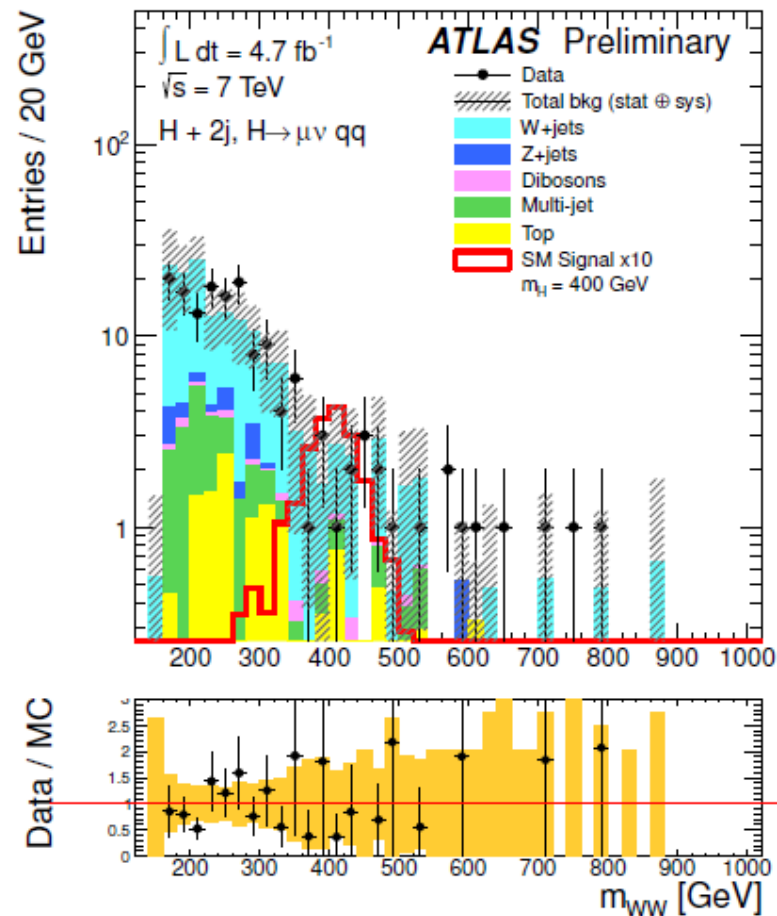 ∫ L dt = 4.7 fb⁻¹
√s = 7 TeV
H + 2j, H→μν qq
ATLAS Preliminary
Data
Total bkg (stat ⊕ sys)
W+jets
Z+jets
Dibosons
Multi-jet
Top
SM Signal x10
m_H = 400 GeV
Entries / 20 GeV
10²
10
1
200 300 400 500 600 700 800 900 1000
Data / MC
3
2.5
2
1.5
1
0.5
0
200 300 400 500 600 700 800 900 1000
m_WW [GeV]